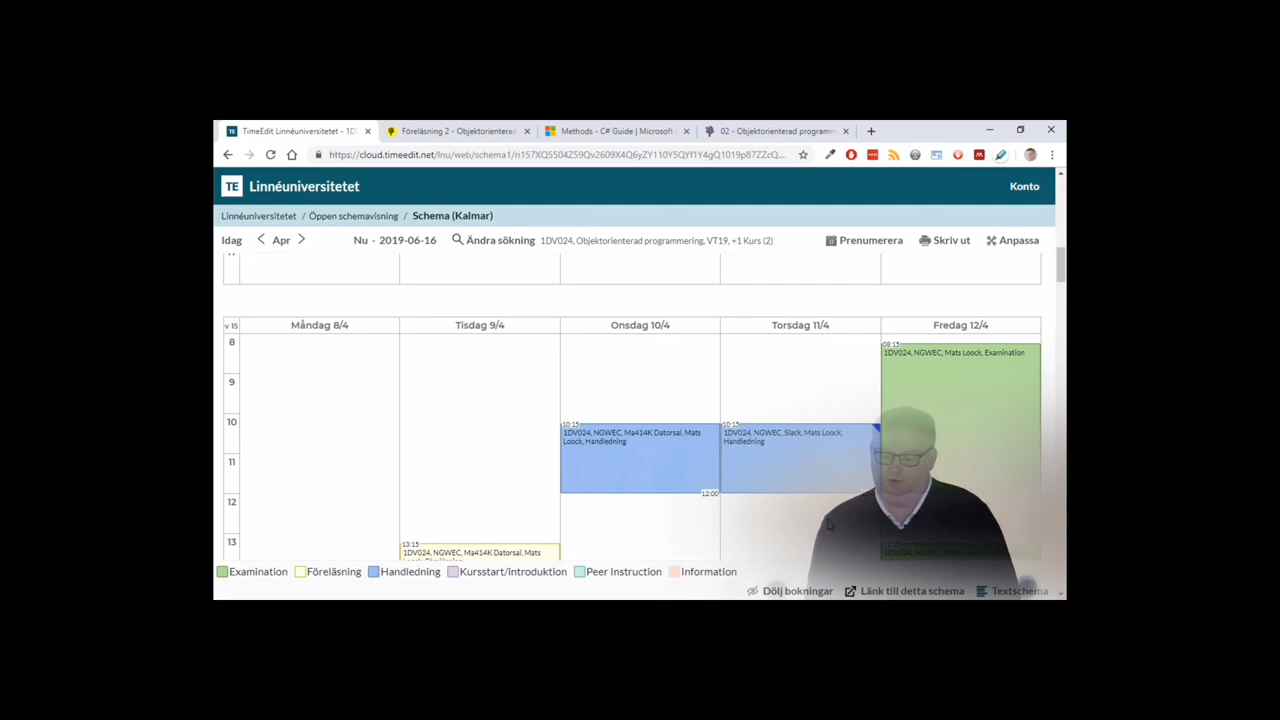 TimeEdit Linnéuniversitetet - 1D
Föreläsning 2 - Objektorienterad
Methods - C# Guide | Microsoft
02 - Objektorienterad programm
https://cloud.timeedit.net/lnu/web/schema1/ri157XQ5504Z59Qv2609X4Q6yZY110Y5QYf1Y4gQ1019p87ZZcQ...
TE Linnéuniversitetet
Konto
Linnéuniversitetet / Öppen schemavisning / Schema (Kalmar)
Idag Apr Nu - 2019-06-16 Ändra sökning 1DV024, Objektorienterad programmering, VT19, +1 Kurs (2) Prenumerera Skriv ut Anpassa
v 15 Måndag 8/4 Tisdag 9/4 Onsdag 10/4 Torsdag 11/4 Fredag 12/4
8
08:15
1DV024, NGWEC, Mats Loock, Examination
9
10
10:15
1DV024, NGWEC, Ma414K Datorsal, Mats
Loock, Handledning
10:15
1DV024, NGWEC, Slack, Mats Loock,
Handledning
11
12:00
12
13
13:15
1DV024, NGWEC, Ma414K Datorsal, Mats
Examination Föreläsning Handledning Kursstart/introduktion Peer Instruction Information
Dölj bokningar Länk till detta schema Textschema